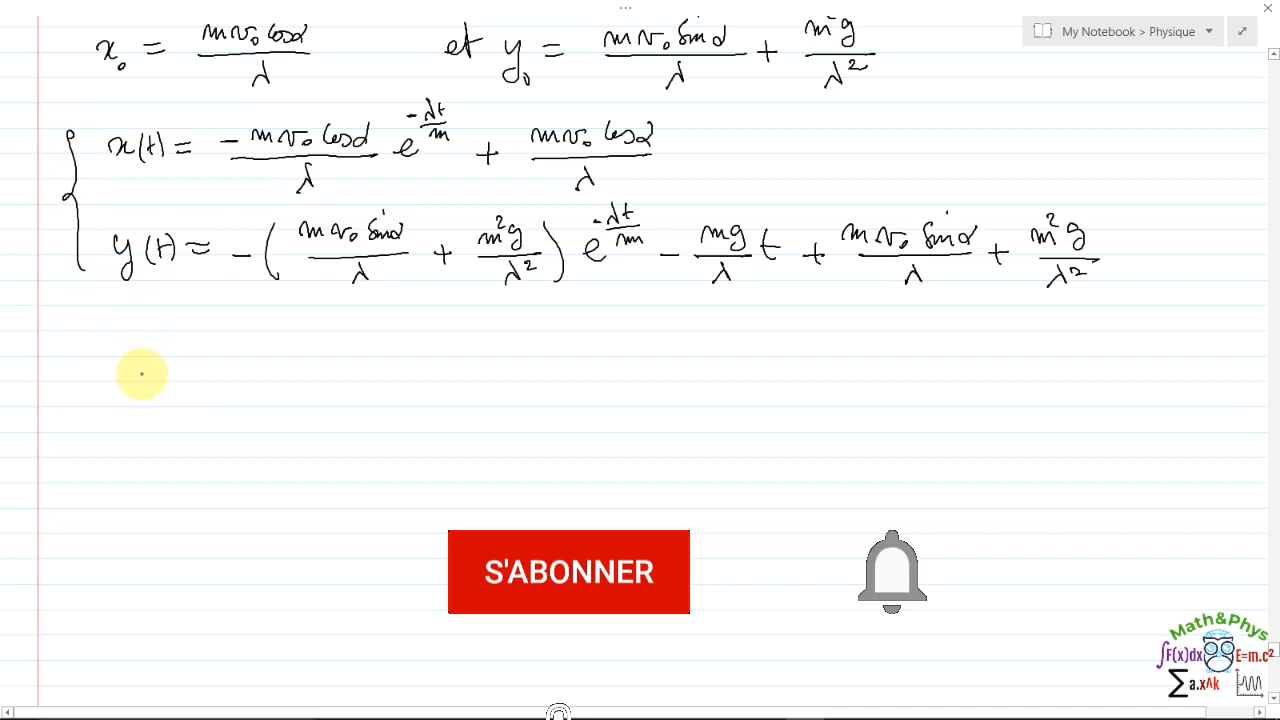 My Notebook > Physique
x₀ = mv₀cosα/λ et y₀ = mv₀sinα/λ + m²g/λ²
x(t) = -mv₀cosα/λ e^(-λt/m) + mv₀cosα/λ
y(t) = -(mv₀sinα/λ + m²g/λ²) e^(-λt/m) - mg/λ t + mv₀sinα/λ + m²g/λ²
S'ABONNER
Math&Phys
∫F(x)dx E=m.c²
∑ a.x^k